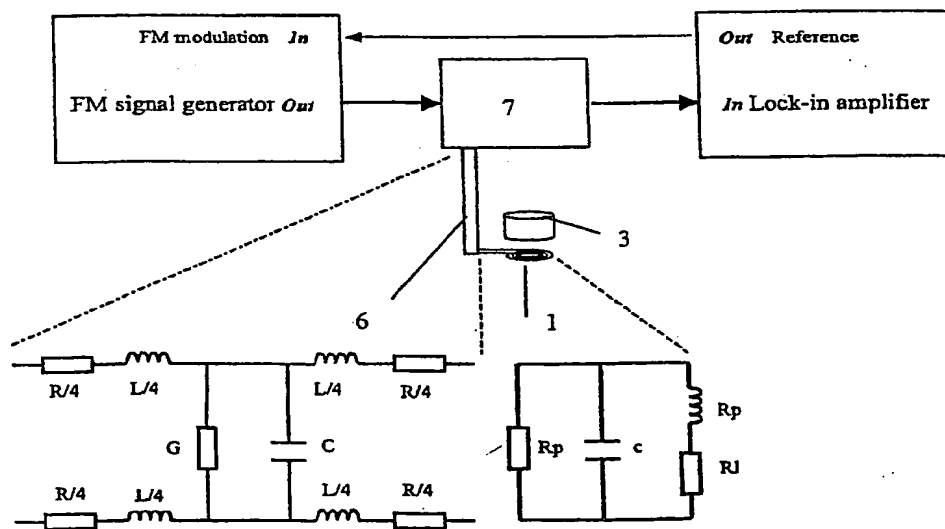 FM modulation In
Out Reference
FM signal generator Out
7
In Lock-in amplifier
3
6
1
R/4
L/4
L/4
R/4
Rp
G
C
Rp
c
Rl
R/4
L/4
L/4
R/4